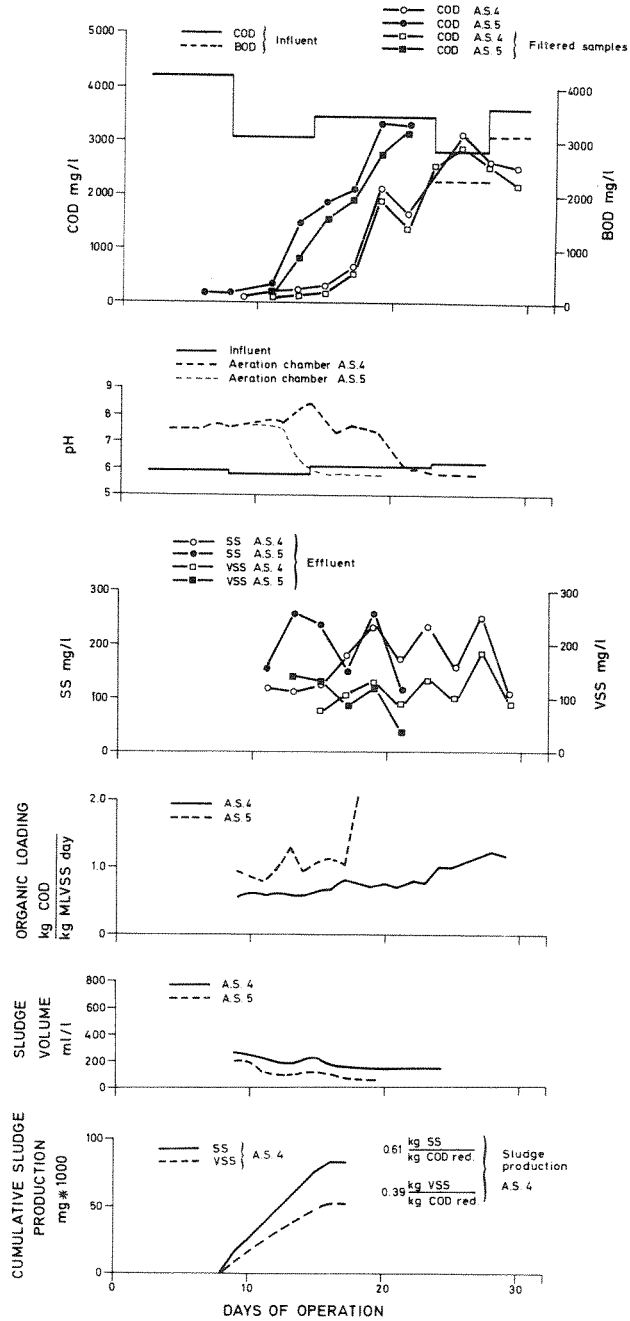 COD A.S.4
COD A.S.5
COD A.S.4
COD A.S.5
Filtered samples
COD
BOD
Influent
5000
4000
3000
2000
1000
0
COD mg/l
4000
3000
2000
1000
0
BOD mg/l
Influent
Aeration chamber A.S.4
Aeration chamber A.S.5
9
8
7
6
5
pH
SS A.S.4
SS A.S.5
VSS A.S.4
VSS A.S.5
Effluent
300
200
100
0
SS mg/l
300
200
100
0
VSS mg/l
A.S.4
A.S.5
2.0
1.0
0
ORGANIC LOADING
kg COD
kg MLVSS day
A.S.4
A.S.5
800
600
400
200
0
SLUDGE
VOLUME
ml/l
SS
VSS
A.S.4
0.61 kg SS
kg COD red.
0.39 kg VSS
kg COD red.
Sludge
production
A.S.4
100
50
0
CUMULATIVE SLUDGE
PRODUCTION
mg*1000
0 10 20 30
DAYS OF OPERATION